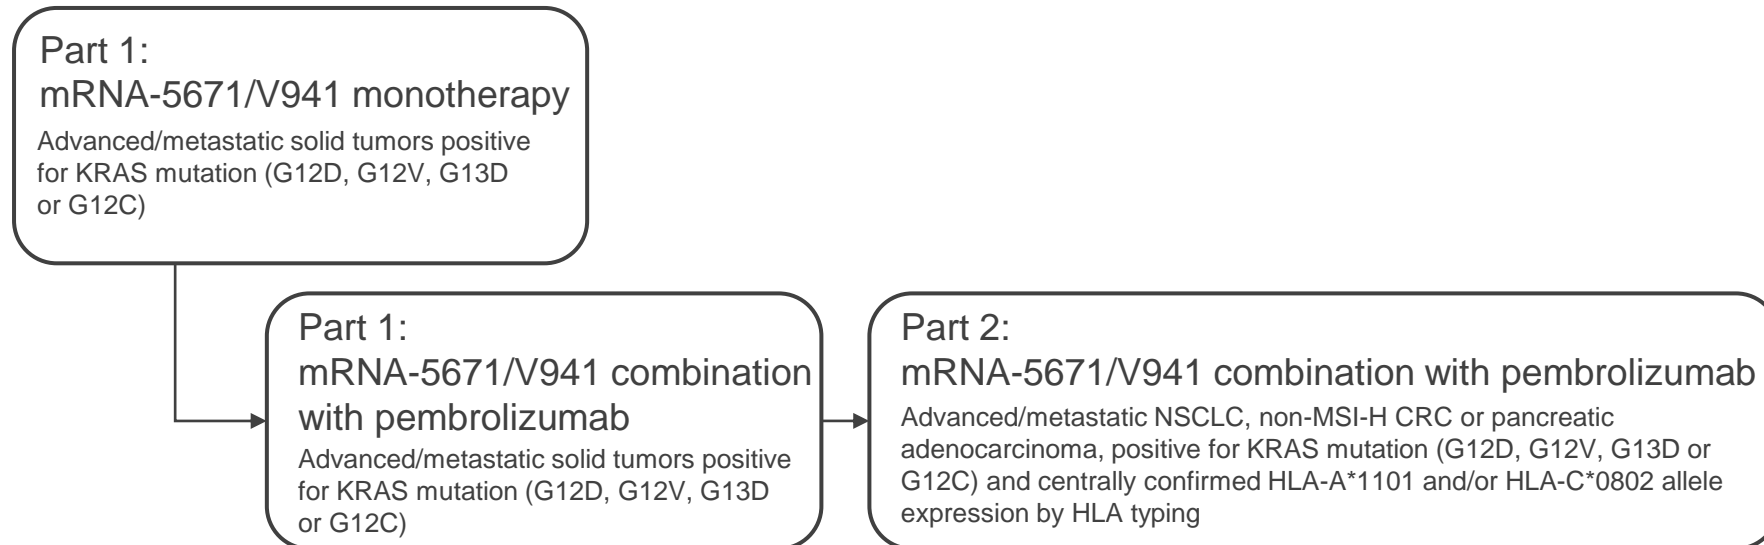 Part 1:
mRNA-5671/V941 monotherapy
Advanced/metastatic solid tumors positive
for KRAS mutation (G12D, G12V, G13D
or G12C)
Part 1:
mRNA-5671/V941 combination
with pembrolizumab
Advanced/metastatic solid tumors positive
for KRAS mutation (G12D, G12V, G13D
or G12C)
Part 2:
mRNA-5671/V941 combination with pembrolizumab
Advanced/metastatic NSCLC, non-MSI-H CRC or pancreatic
adenocarcinoma, positive for KRAS mutation (G12D, G12V, G13D or
G12C) and centrally confirmed HLA-A*1101 and/or HLA-C*0802 allele
expression by HLA typing